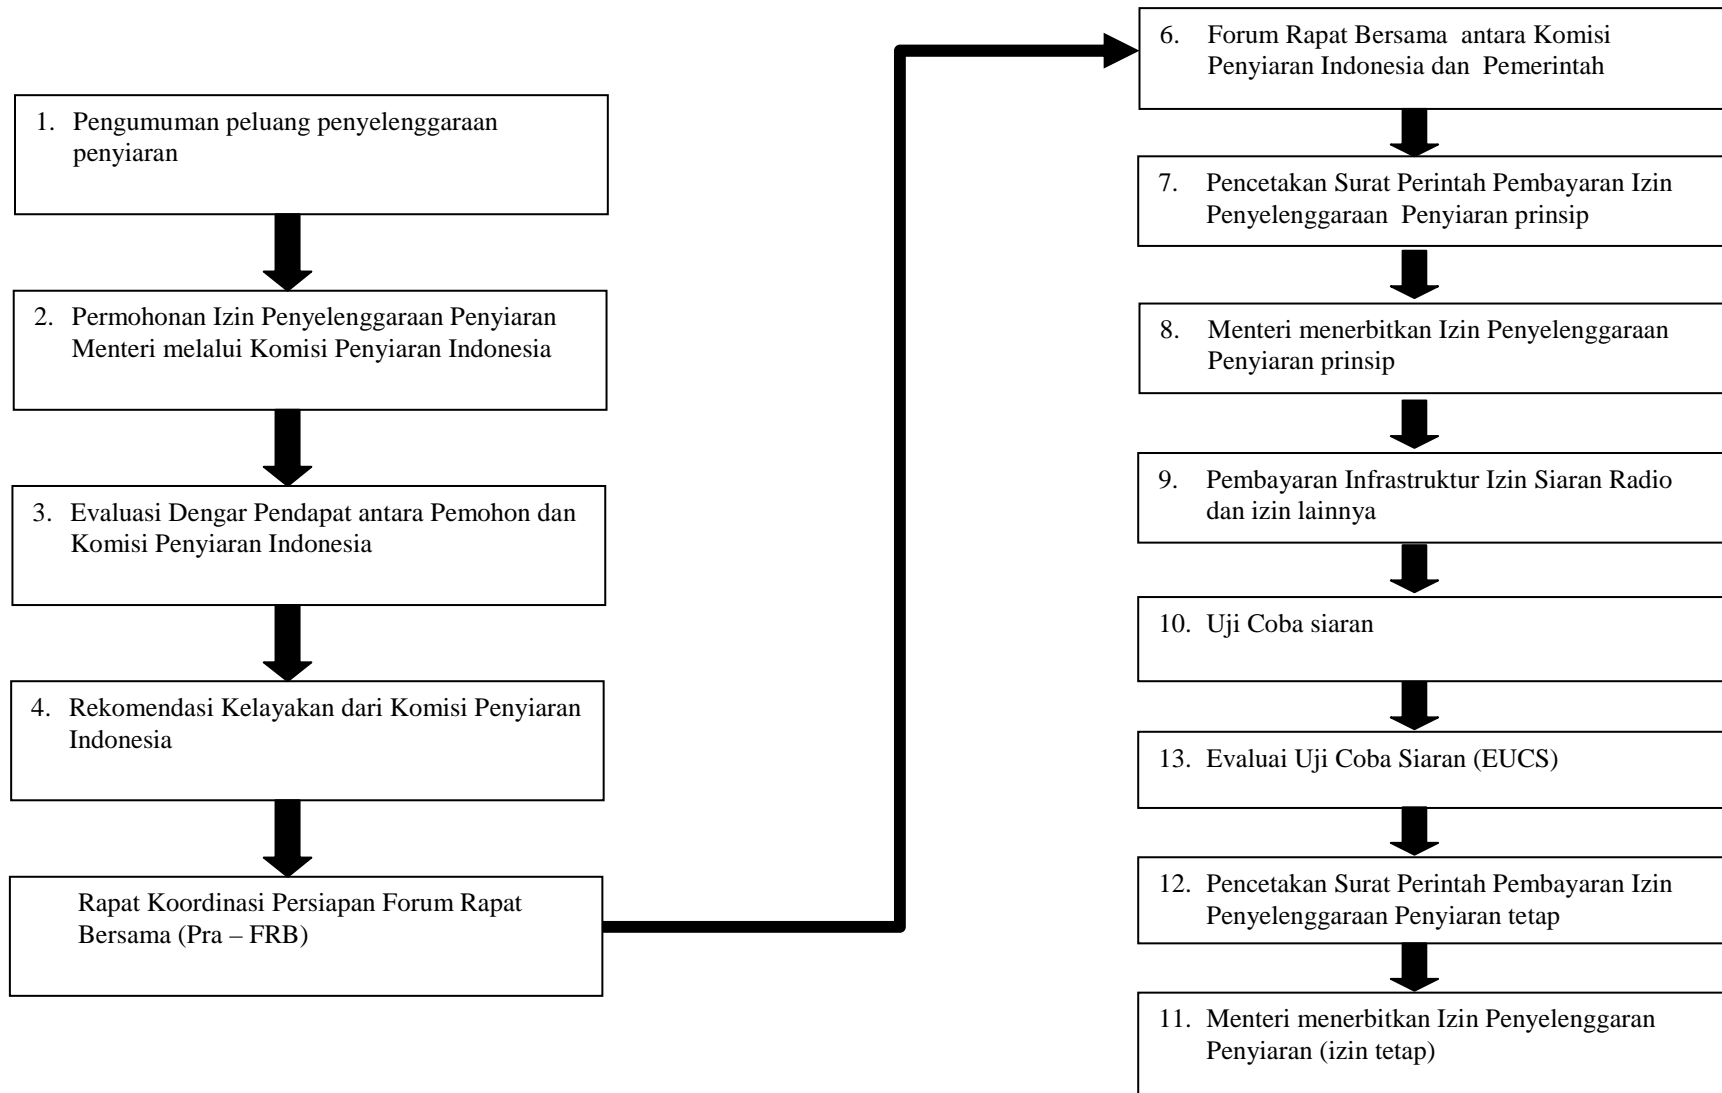 1. Pengumuman peluang penyelenggaraan
penyiaran
2. Permohonan Izin Penyelenggaraan Penyiaran
Menteri melalui Komisi Penyiaran Indonesia
3. Evaluasi Dengar Pendapat antara Pemohon dan
Komisi Penyiaran Indonesia
4. Rekomendasi Kelayakan dari Komisi Penyiaran
Indonesia
Rapat Koordinasi Persiapan Forum Rapat
Bersama (Pra – FRB)
6. Forum Rapat Bersama antara Komisi
Penyiaran Indonesia dan Pemerintah
7. Pencetakan Surat Perintah Pembayaran Izin
Penyelenggaraan Penyiaran prinsip
8. Menteri menerbitkan Izin Penyelenggaraan
Penyiaran prinsip
9. Pembayaran Infrastruktur Izin Siaran Radio
dan izin lainnya
10. Uji Coba siaran
13. Evaluai Uji Coba Siaran (EUCS)
12. Pencetakan Surat Perintah Pembayaran Izin
Penyelenggaraan Penyiaran tetap
11. Menteri menerbitkan Izin Penyelenggaran
Penyiaran (izin tetap)